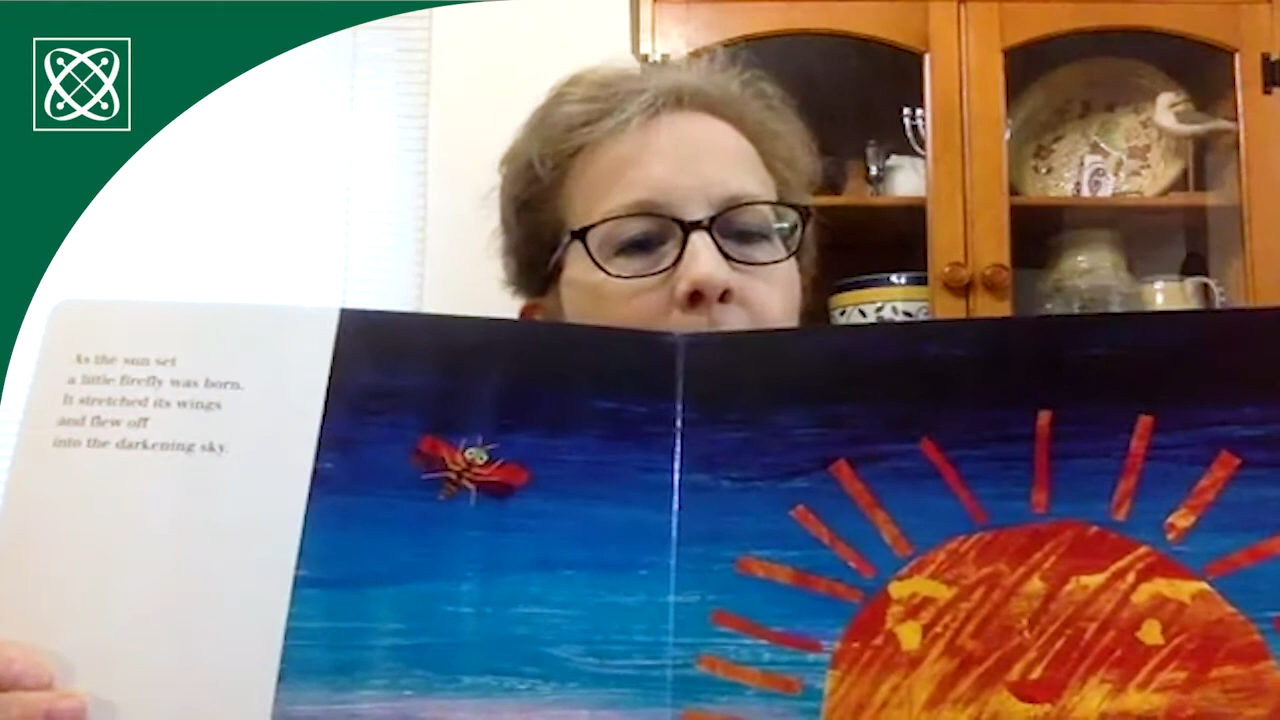 As the sun set
a little firefly was born.
It stretched its wings
and flew off
into the darkening sky.